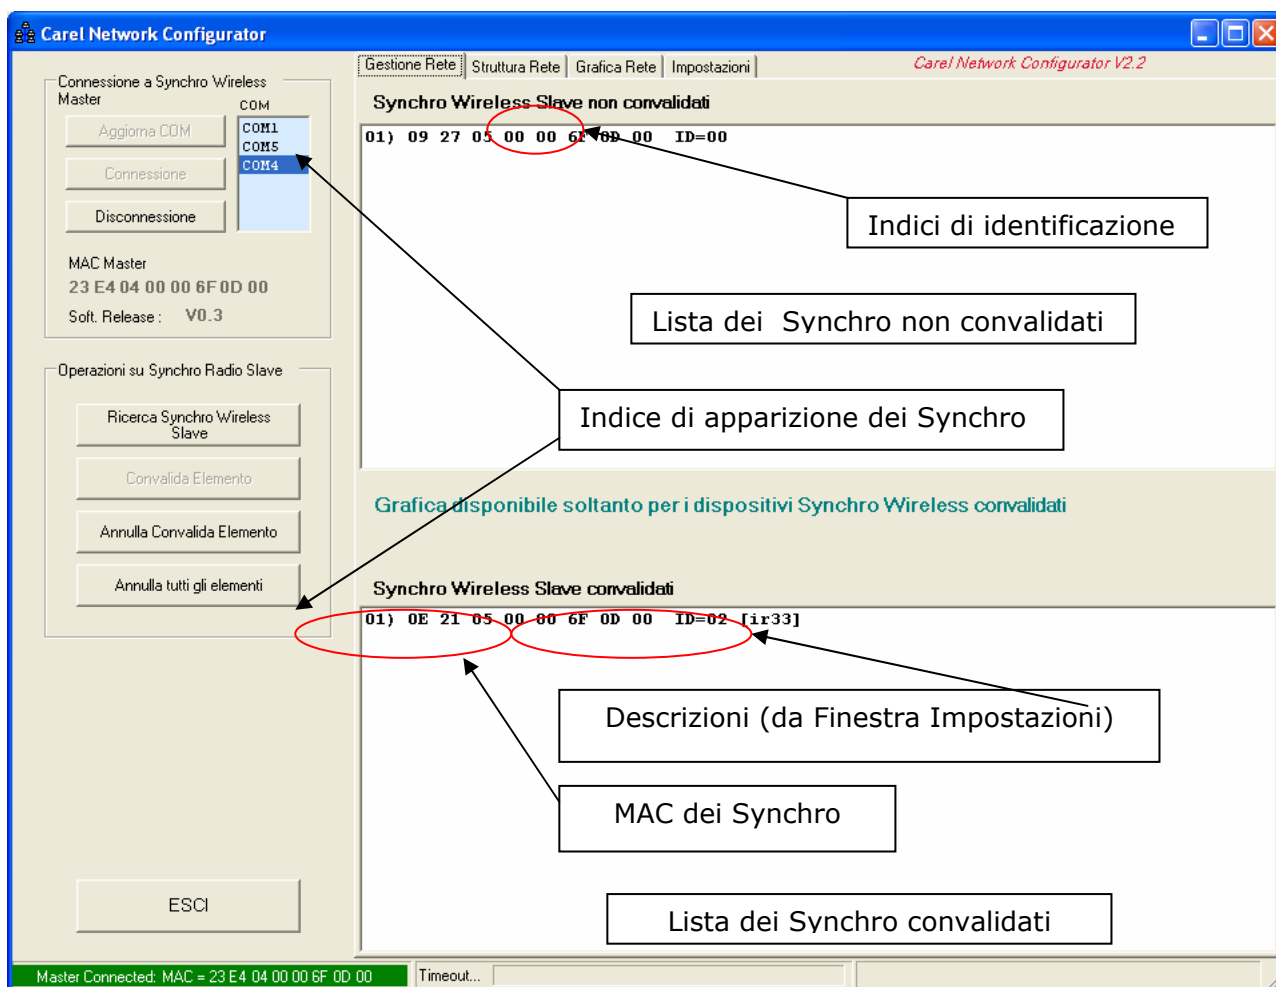 Carel Network Configurator
Connessione a Synchro Wireless
Master
COM
Aggiorna COM
Connessione
Disconnessione
COM1
COM5
COM4
MAC Master
23 E4 04 00 00 6F 0D 00
Soft. Release : V0.3
Operazioni su Synchro Radio Slave
Ricerca Synchro Wireless
Slave
Convalida Elemento
Annulla Convalida Elemento
Annulla tutti gli elementi
ESCI
Gestione Rete
Struttura Rete
Grafica Rete
Impostazioni
Carel Network Configurator V2.2
Synchro Wireless Slave non convalidati
01) 09 27 05 00 00 6F 0D 00 ID=00
Indici di identificazione
Lista dei Synchro non convalidati
Indice di apparizione dei Synchro
Grafica disponibile soltanto per i dispositivi Synchro Wireless convalidati
Synchro Wireless Slave convalidati
01) 0E 21 05 00 00 6F 0D 00 ID=02 [ir33]
Descrizioni (da Finestra Impostazioni)
MAC dei Synchro
Lista dei Synchro convalidati
Master Connected: MAC = 23 E4 04 00 00 6F 0D 00
Timeout...